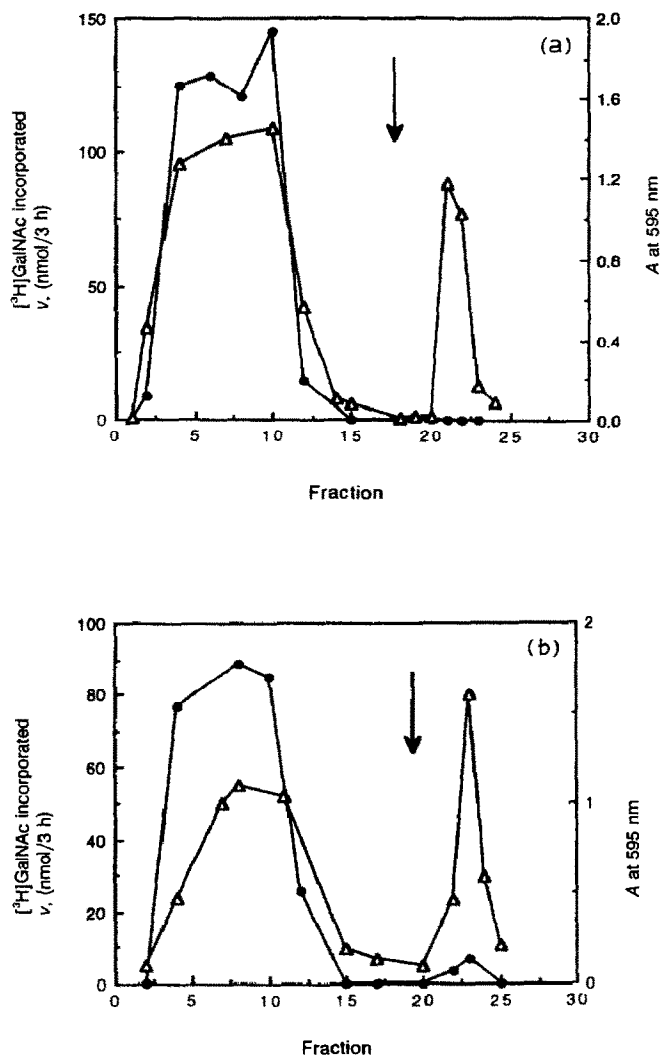 (a)
150
100
50
0
[³H]GalNAc incorporated
v, (nmol/3 h)
2.0
1.6
1.2
0.8
0.4
0.0
A at 595 nm
0 5 10 15 20 25 30
Fraction
(b)
100
80
60
40
20
0
[³H]GalNAc incorporated
v, (nmol/3 h)
2
1
0
A at 595 nm
0 5 10 15 20 25 30
Fraction